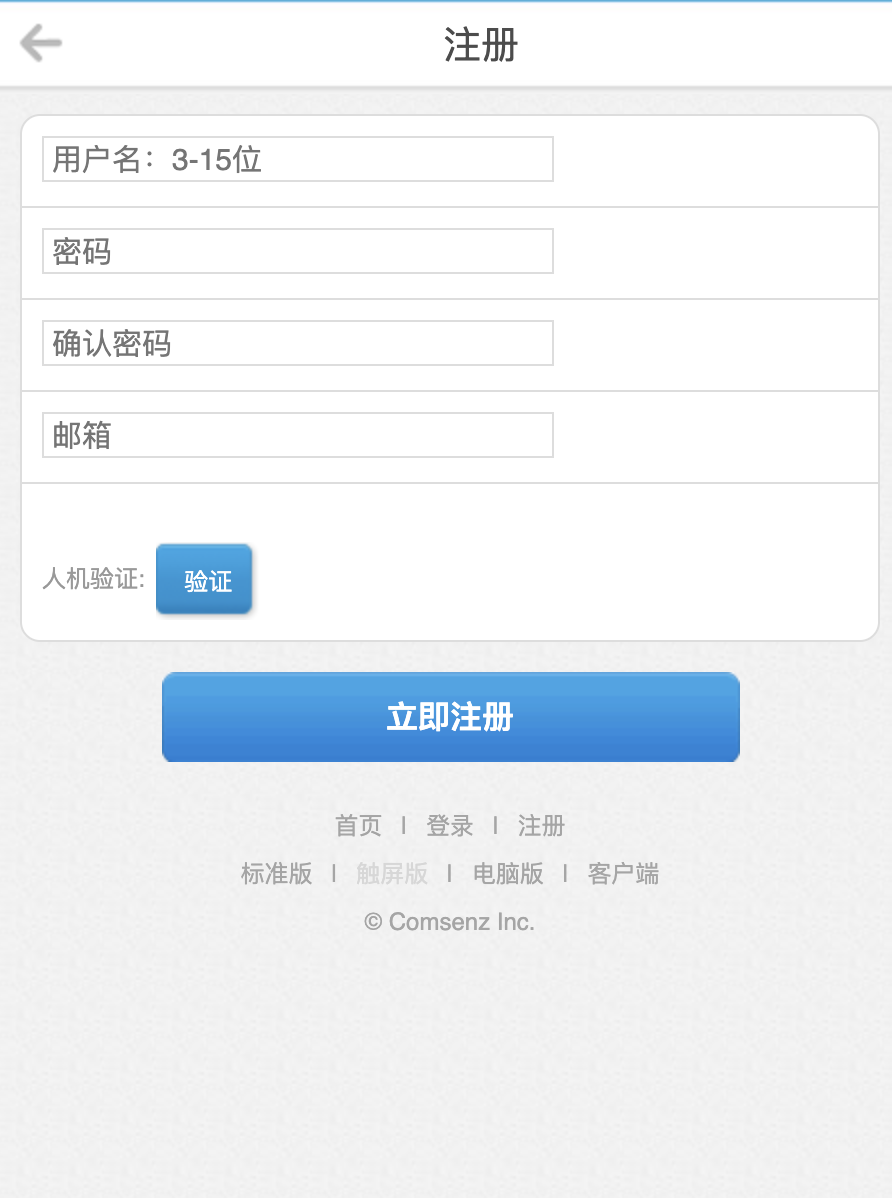 注册
用户名：3-15位
密码
确认密码
邮箱
人机验证: 验证
立即注册
首页 | 登录 | 注册
标准版 | 触屏版 | 电脑版 | 客户端
© Comsenz Inc.